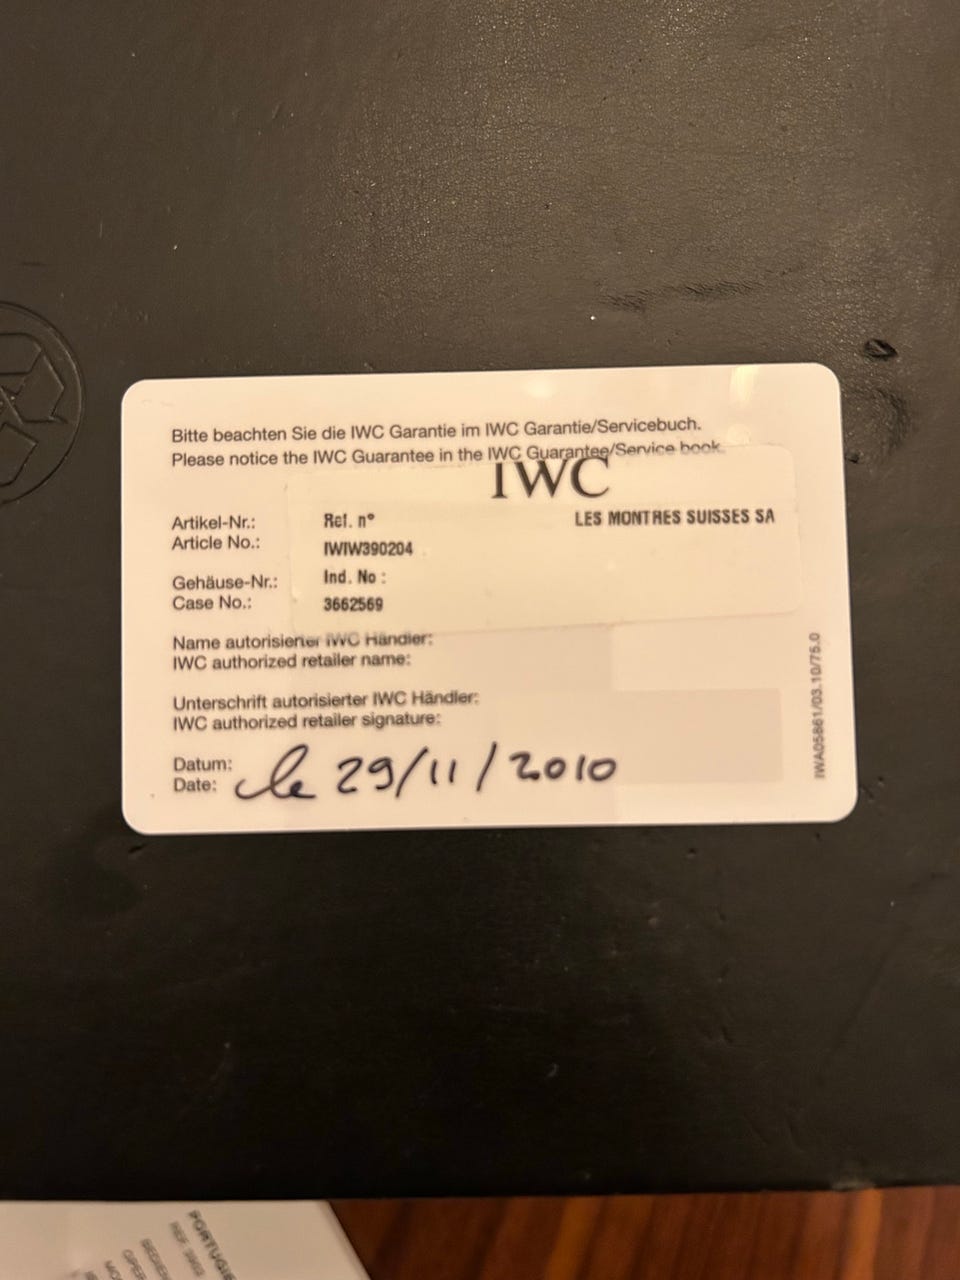 Bitte beachten Sie die IWC Garantie im IWC Garantie/Servicebuch.
Please notice the IWC Guarantee in the IWC Guarantee/Service book.
IWC
Artikel-Nr.: Ref. n° LES MONTRES SUISSES SA
Article No.: IWIW390204
Gehäuse-Nr.: Ind. No :
Case No.: 3662569
Name autorisierter IWC Händler:
IWC authorized retailer name:
Unterschrift autorisierter IWC Händler:
IWC authorized retailer signature:
Datum:
Date: le 29/11/2010
IWA05861/03.10/75.0